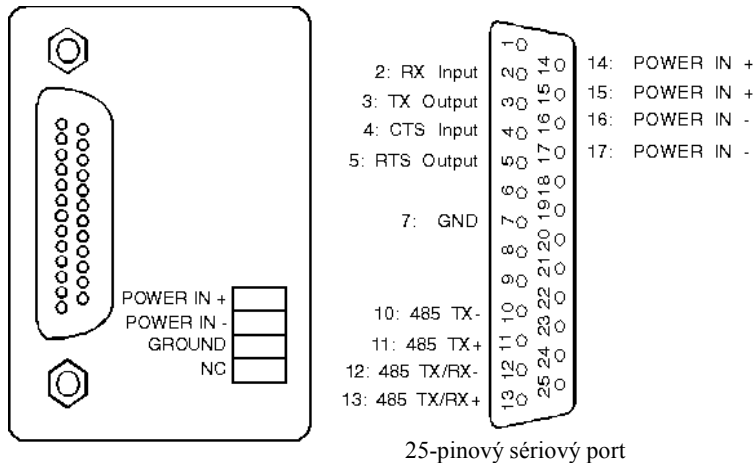 POWER IN +
POWER IN -
GROUND
NC
2: RX Input
3: TX Output
4: CTS Input
5: RTS Output
7: GND
10: 485 TX-
11: 485 TX+
12: 485 TX/RX-
13: 485 TX/RX+
1
2
3
4
5
6
7
8
9
10
11
12
13
14
15
16
17
18
19
20
21
22
23
24
25
14: POWER IN +
15: POWER IN +
16: POWER IN -
17: POWER IN -
25-pinový sériový port